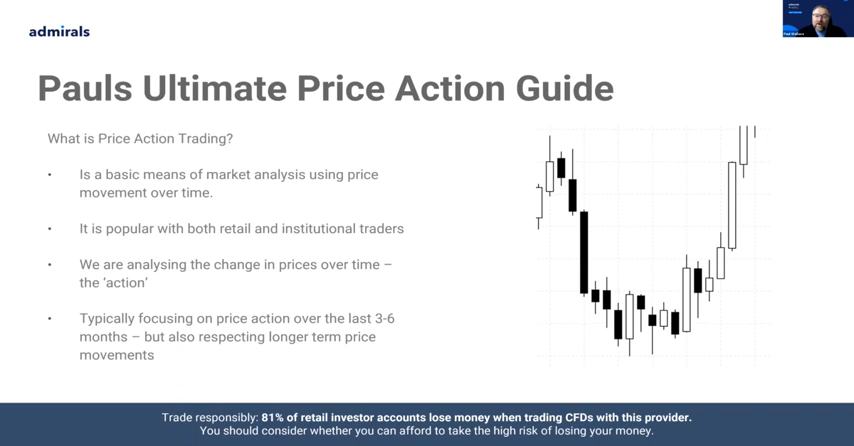 admirals
Pauls Ultimate Price Action Guide
What is Price Action Trading?
• Is a basic means of market analysis using price
movement over time.
• It is popular with both retail and institutional traders
• We are analysing the change in prices over time –
the ‘action’
• Typically focusing on price action over the last 3-6
months – but also respecting longer term price
movements
Trade responsibly: 81% of retail investor accounts lose money when trading CFDs with this provider.
You should consider whether you can afford to take the high risk of losing your money.